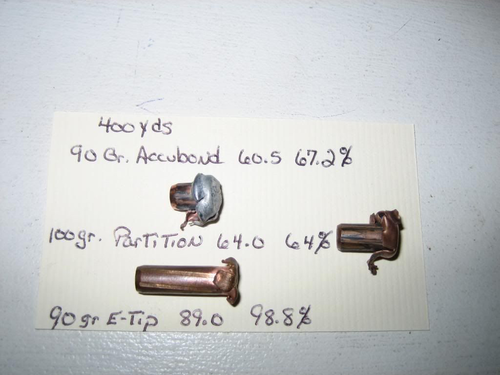 400 yds
90 Gr. Accubond 60.5 67.2%
100gr. Partition 64.0 64%
90gr E-Tip 89.0 98.8%